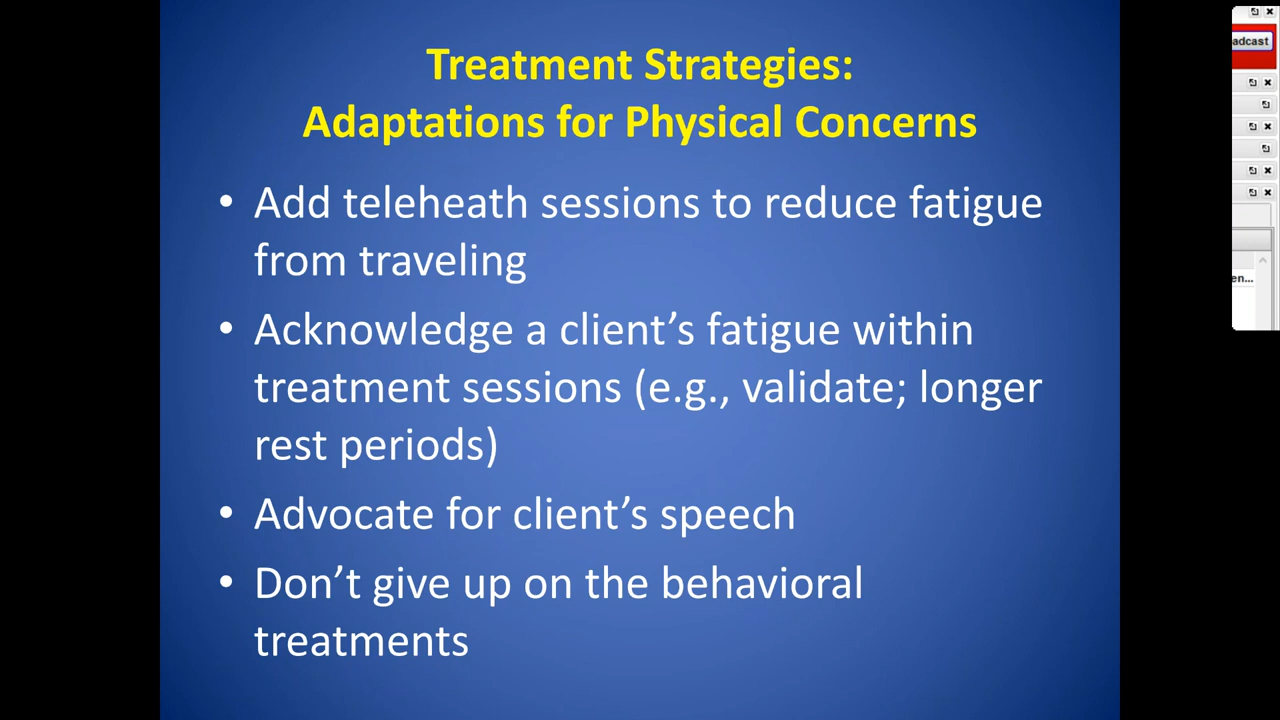 Treatment Strategies:
Adaptations for Physical Concerns
• Add teleheath sessions to reduce fatigue
from traveling
• Acknowledge a client’s fatigue within
treatment sessions (e.g., validate; longer
rest periods)
• Advocate for client’s speech
• Don’t give up on the behavioral
treatments
adcast
en...